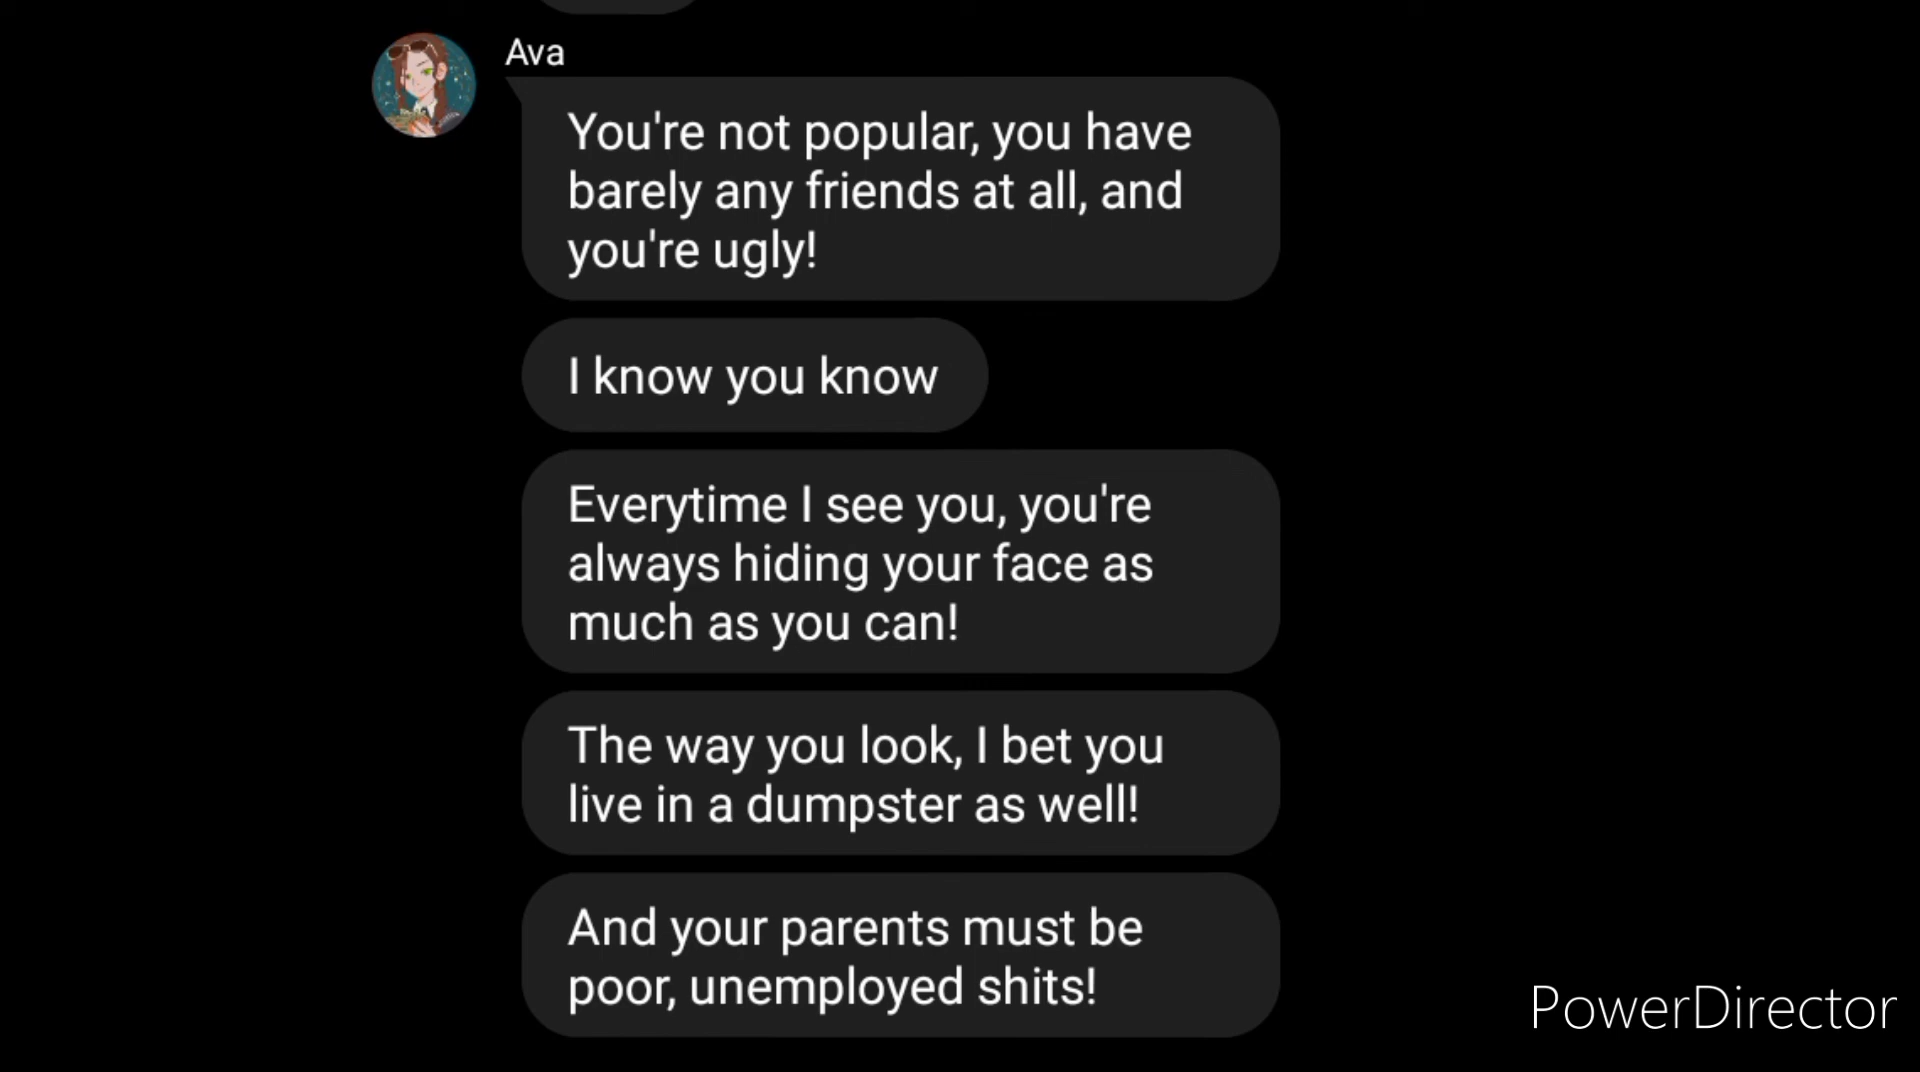 Ava
You're not popular, you have
barely any friends at all, and
you're ugly!
I know you know
Everytime I see you, you're
always hiding your face as
much as you can!
The way you look, I bet you
live in a dumpster as well!
And your parents must be
poor, unemployed shits!
PowerDirector